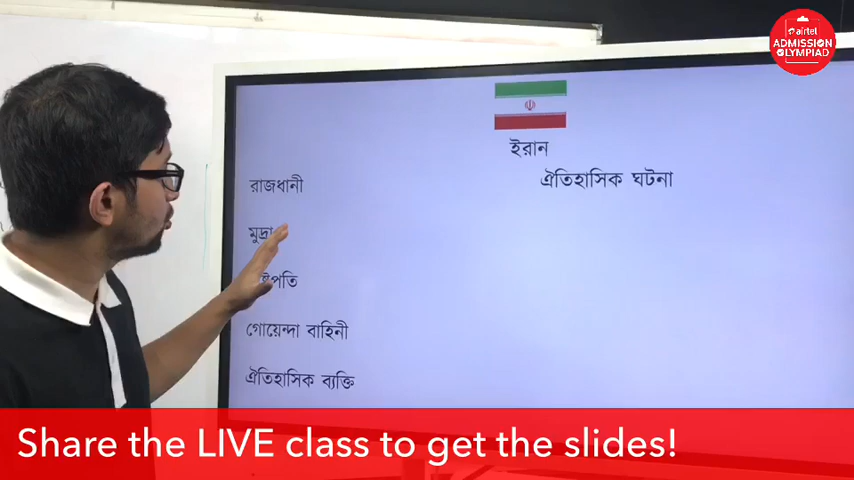 airtel
ADMISSION
OLYMPIAD
ইরান
রাজধানী
ঐতিহাসিক ঘটনা
মুদ্রা
গোয়েন্দা বাহিনী
ঐতিহাসিক ব্যক্তি
Share the LIVE class to get the slides!